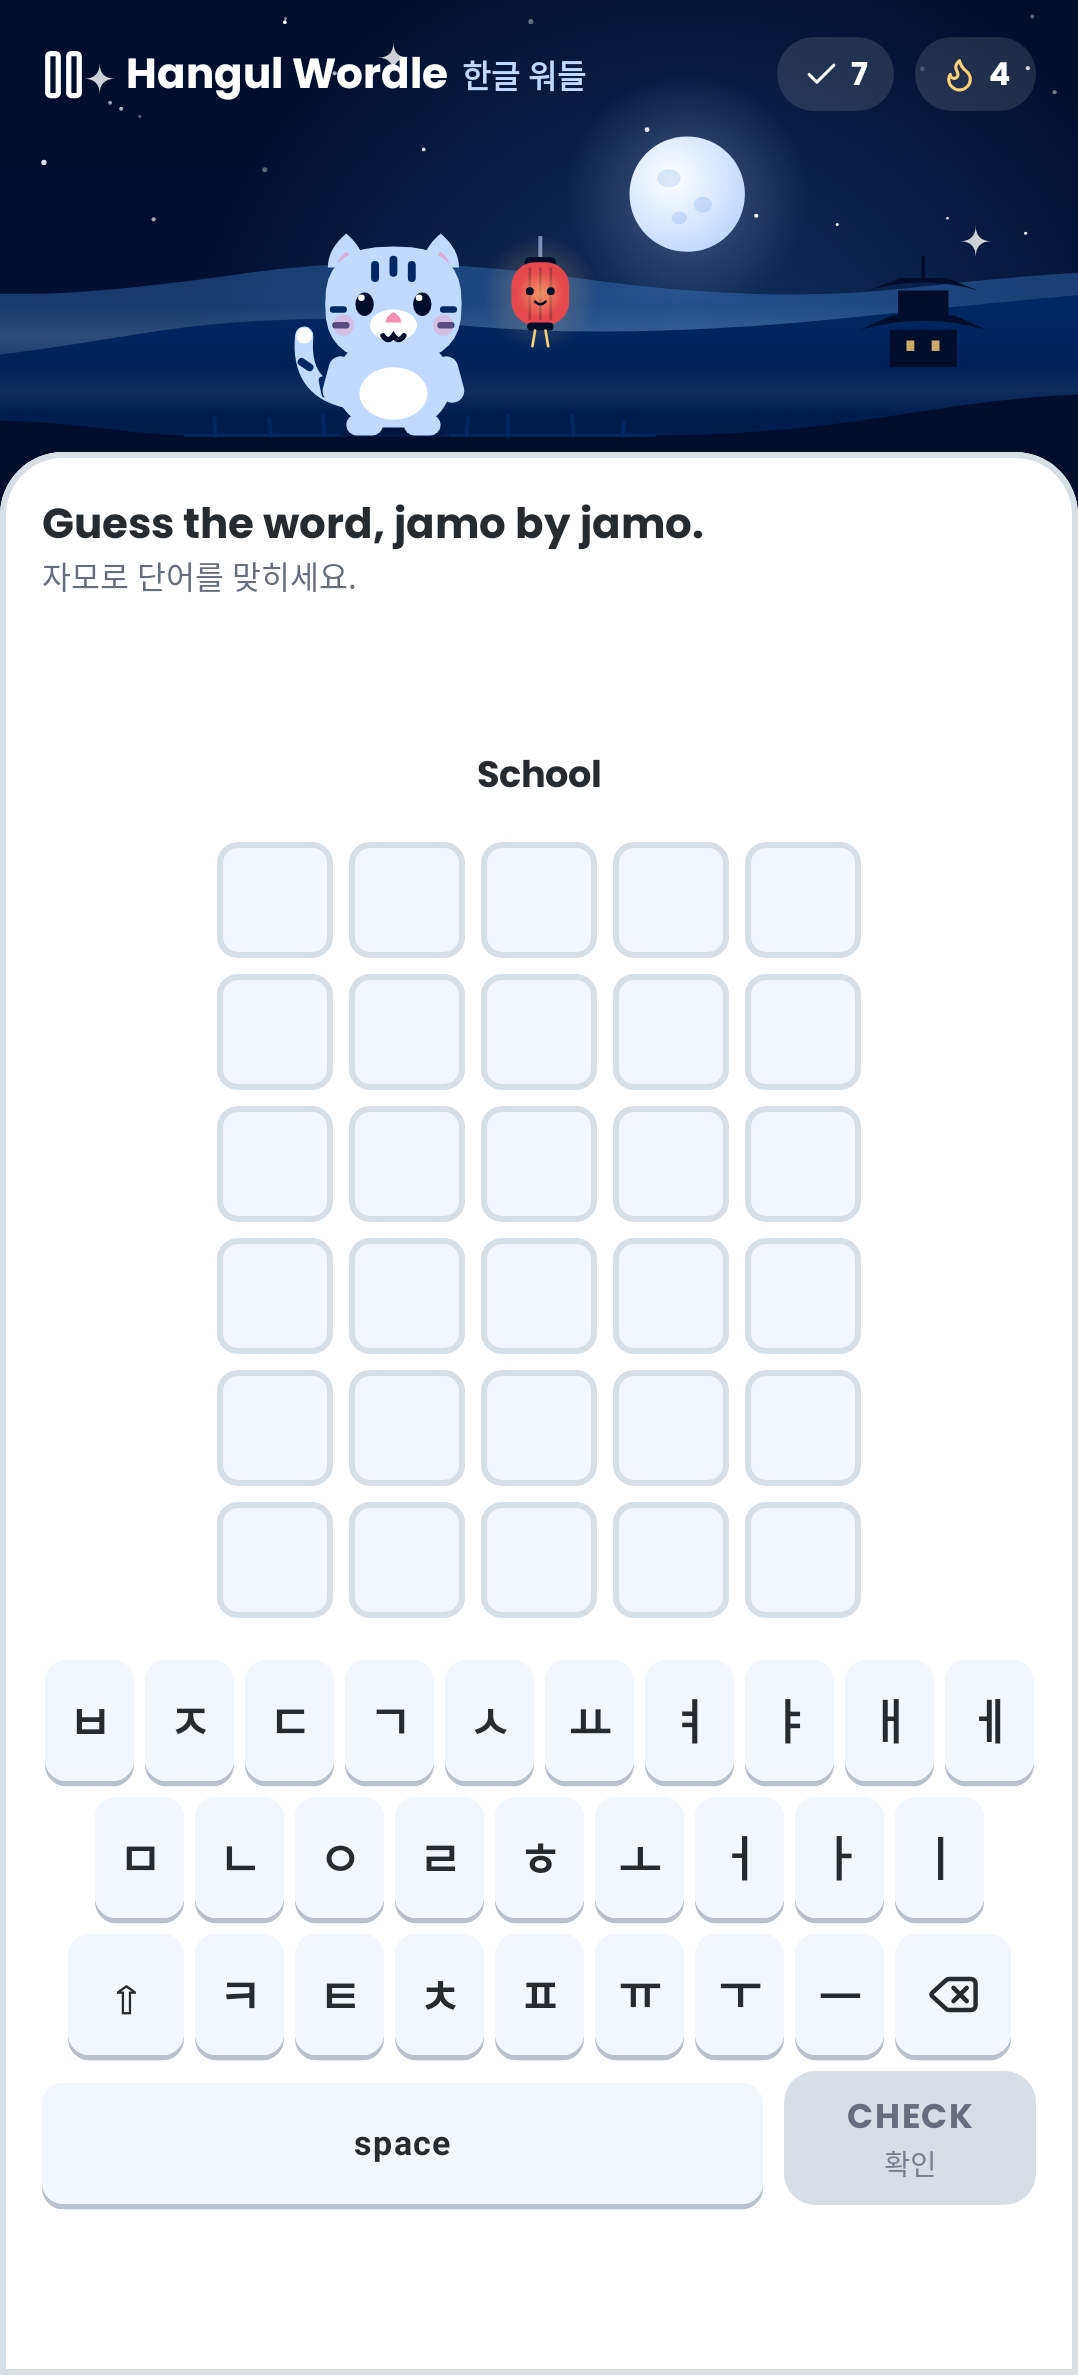 Hangul Wordle 한글 워들
7
4
Guess the word, jamo by jamo.
자모로 단어를 맞히세요.
School
ㅂ ㅈ ㄷ ㄱ ㅅ ㅛ ㅕ ㅑ ㅐ ㅔ
ㅁ ㄴ ㅇ ㄹ ㅎ ㅗ ㅓ ㅏ ㅣ
⇧ ㅋ ㅌ ㅊ ㅍ ㅠ ㅜ ㅡ
space
CHECK
확인